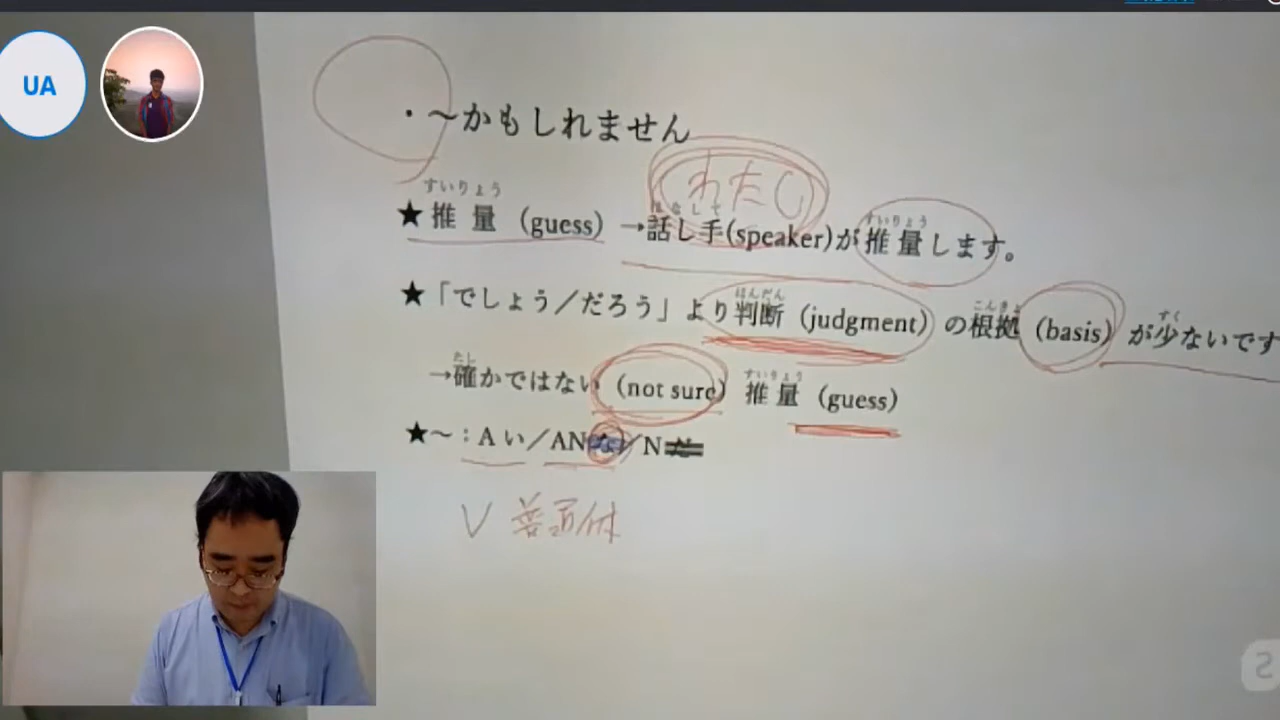 UA
・〜かもしれません
わたし
すいりょう
★推量（guess）→話し手(speaker)が推量します。
はなして
すいりょう
★「でしょう／だろう」より判断（judgment）の根拠（basis）が少ないです
はんだん
こんきょ
すく
→確かではない（not sure）推量（guess）
たし
すいりょう
★〜：Aい／ANな／Nだ
V 普通体